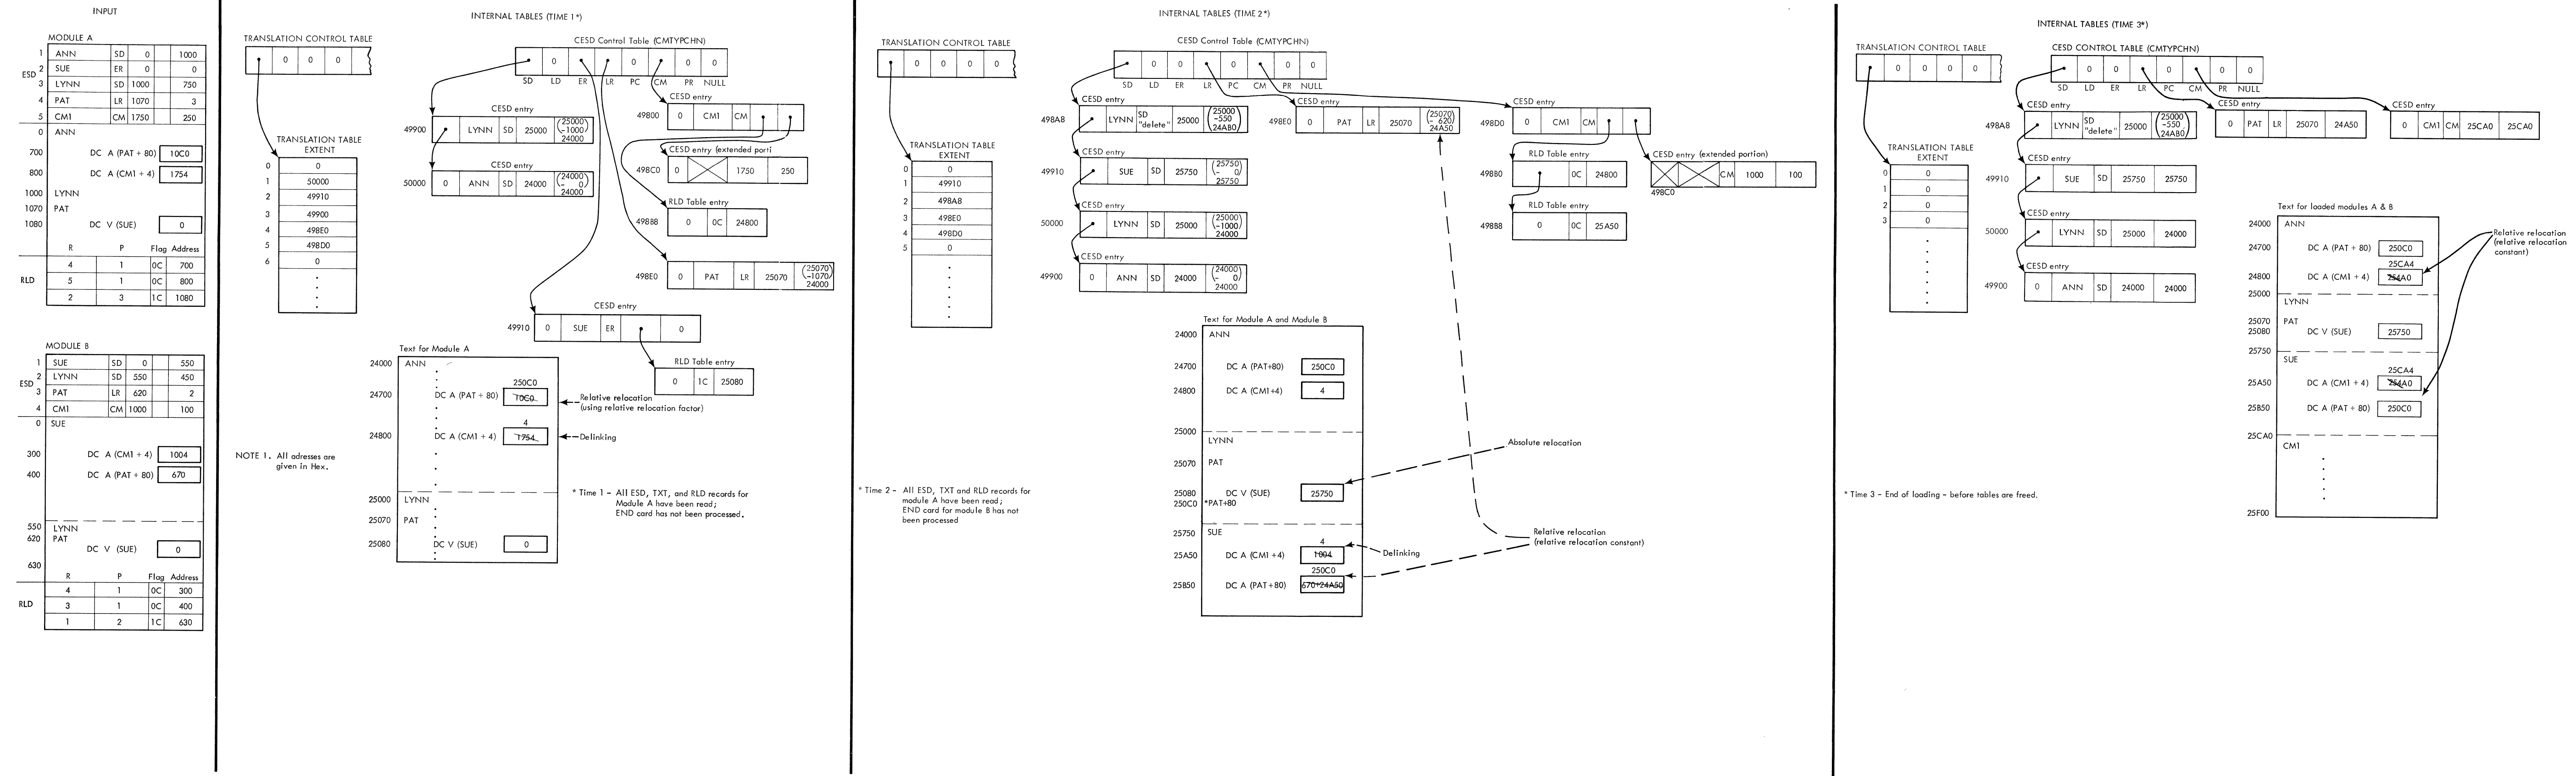 INPUT
MODULE A
1 ANN SD 0 1000
ESD 2 SUE ER 0 0
3 LYNN SD 1000 750
4 PAT LR 1070 3
5 CM1 CM 1750 250
0 ANN
700 DC A (PAT + 80) 10C0
800 DC A (CM1 + 4) 1754
1000 LYNN
1070 PAT
1080 DC V (SUE) 0
R P Flag Address
4 1 0C 700
RLD 5 1 0C 800
2 3 1C 1080
MODULE B
1 SUE SD 0 550
ESD 2 LYNN SD 550 450
3 PAT LR 620 2
4 CM1 CM 1000 100
0 SUE
300 DC A (CM1 + 4) 1004
400 DC A (PAT + 80) 670
550 LYNN
620 PAT
DC V (SUE) 0
630
R P Flag Address
4 1 0C 300
RLD 3 1 0C 400
1 2 1C 630
INTERNAL TABLES (TIME 1*)
TRANSLATION CONTROL TABLE
0 0 0
CESD Control Table (CMTYPCHN)
0 0 0 0
SD LD ER LR PC CM PR NULL
CESD entry
49900 LYNN SD 25000 (25000 -1000) 24000
CESD entry
50000 0 ANN SD 24000 (24000 - 0) 24000
CESD entry
49800 0 CM1 CM
CESD entry (extended porti
498C0 0 1750 250
RLD Table entry
498B8 0 0C 24800
498E0 0 PAT LR 25070 (25070 -1070) 24000
CESD entry
49910 0 SUE ER 0
RLD Table entry
0 1C 25080
TRANSLATION TABLE
EXTENT
0 0
1 50000
2 49910
3 49900
4 498E0
5 498D0
6 0
Text for Module A
24000 ANN
250C0
24700 DC A (PAT + 80) 10C0
Relative relocation
(using relative relocation factor)
4
24800 DC A (CM1 + 4) 1754
Delinking
25000 LYNN
25070 PAT
25080 DC V (SUE) 0
NOTE 1. All adresses are
given in Hex.
* Time 1 - All ESD, TXT, and RLD records for
Module A have been read;
END card has not been processed.
INTERNAL TABLES (TIME 2*)
TRANSLATION CONTROL TABLE
0 0 0 0
CESD Control Table (CMTYPCHN)
0 0 0 0 0
SD LD ER LR PC CM PR NULL
CESD entry
498A8 LYNN SD "delete" 25000 (25000 -550 24AB0)
CESD entry
49910 SUE SD 25750 (25750 - 0) 25750
CESD entry
50000 LYNN SD 25000 (25000 -1000) 24000
CESD entry
49900 0 ANN SD 24000 (24000 - 0) 24000
CESD entry
498E0 0 PAT LR 25070 (25070 - 620) 24A50
CESD entry
498D0 0 CM1 CM
RLD Table entry
498B0 0C 24800
RLD Table entry
498B8 0 0C 25A50
CESD entry (extended portion)
CM 1000 100
498C0
TRANSLATION TABLE
EXTENT
0 0
1 49910
2 498A8
3 498E0
4 498D0
5 0
Text for Module A and Module B
24000 ANN
24700 DC A (PAT+80) 250C0
24800 DC A (CM1+4) 4
25000
LYNN
25070 PAT
25080 DC V (SUE) 25750
250C0 *PAT+80
25750 SUE
4
25A50 DC A (CM1+4) 1004
250C0
25B50 DC A (PAT+80) 670+24A50
Absolute relocation
Relative relocation
(relative relocation constant)
Delinking
* Time 2 - All ESD, TXT and RLD records for
module A have been read;
END card for module B has not
been processed
INTERNAL TABLES (TIME 3*)
TRANSLATION CONTROL TABLE
0 0 0 0
CESD CONTROL TABLE (CMTYPCHN)
0 0 0 0 0
SD LD ER LR PC CM PR NULL
CESD entry
498A8 LYNN SD "delete" 25000 (25000 -550 24AB0)
CESD entry
0 PAT LR 25070 24A50
CESD entry
0 CM1 CM 25CA0 25CA0
CESD entry
49910 SUE SD 25750 25750
CESD entry
50000 LYNN SD 25000 24000
CESD entry
49900 0 ANN SD 24000 24000
TRANSLATION TABLE
EXTENT
0 0
1 0
2 0
3 0
Text for loaded modules A & B
24000 ANN
24700 DC A (PAT + 80) 250C0
25CA4
24800 DC A (CM1 + 4) 254A0
25000
LYNN
25070 PAT
25080 DC V (SUE) 25750
25750
SUE
25CA4
25A50 DC A (CM1 + 4) 254A0
25B50 DC A (PAT + 80) 250C0
25CA0
CM1
25F00
Relative relocation
(relative relocation
constant)
* Time 3 - End of loading - before tables are freed.